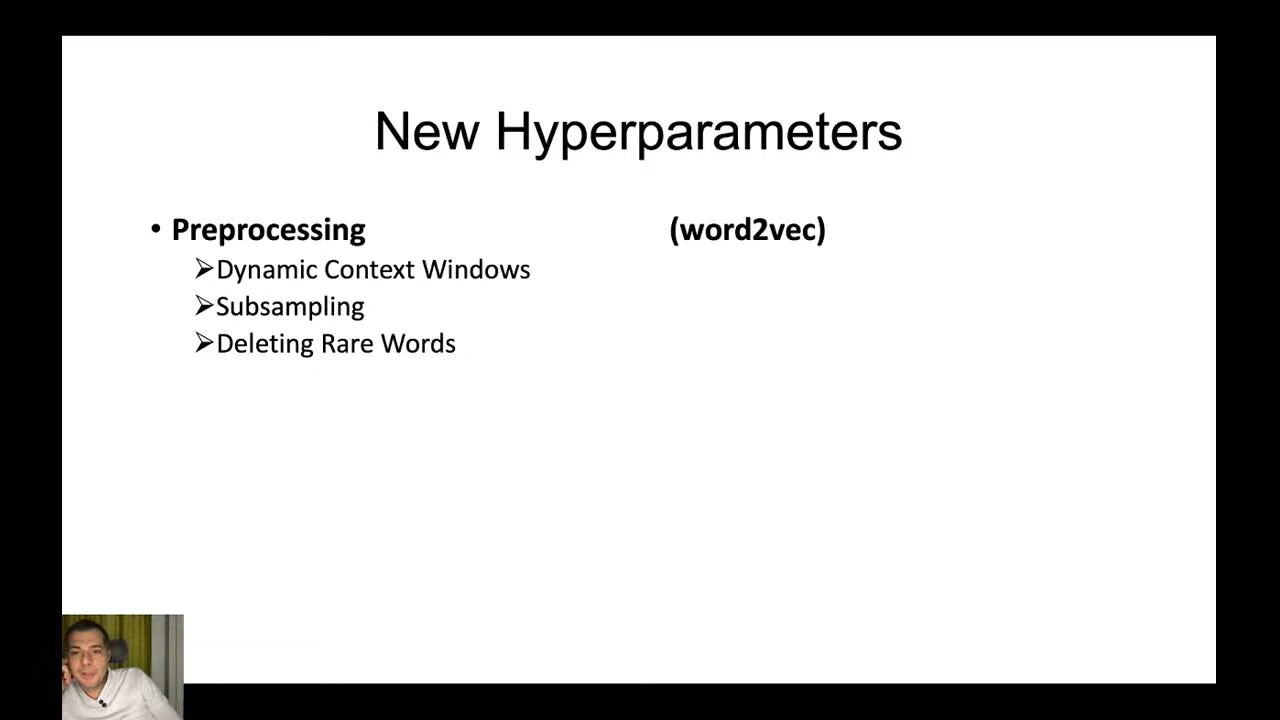 New Hyperparameters
• Preprocessing (word2vec)
➢Dynamic Context Windows
➢Subsampling
➢Deleting Rare Words